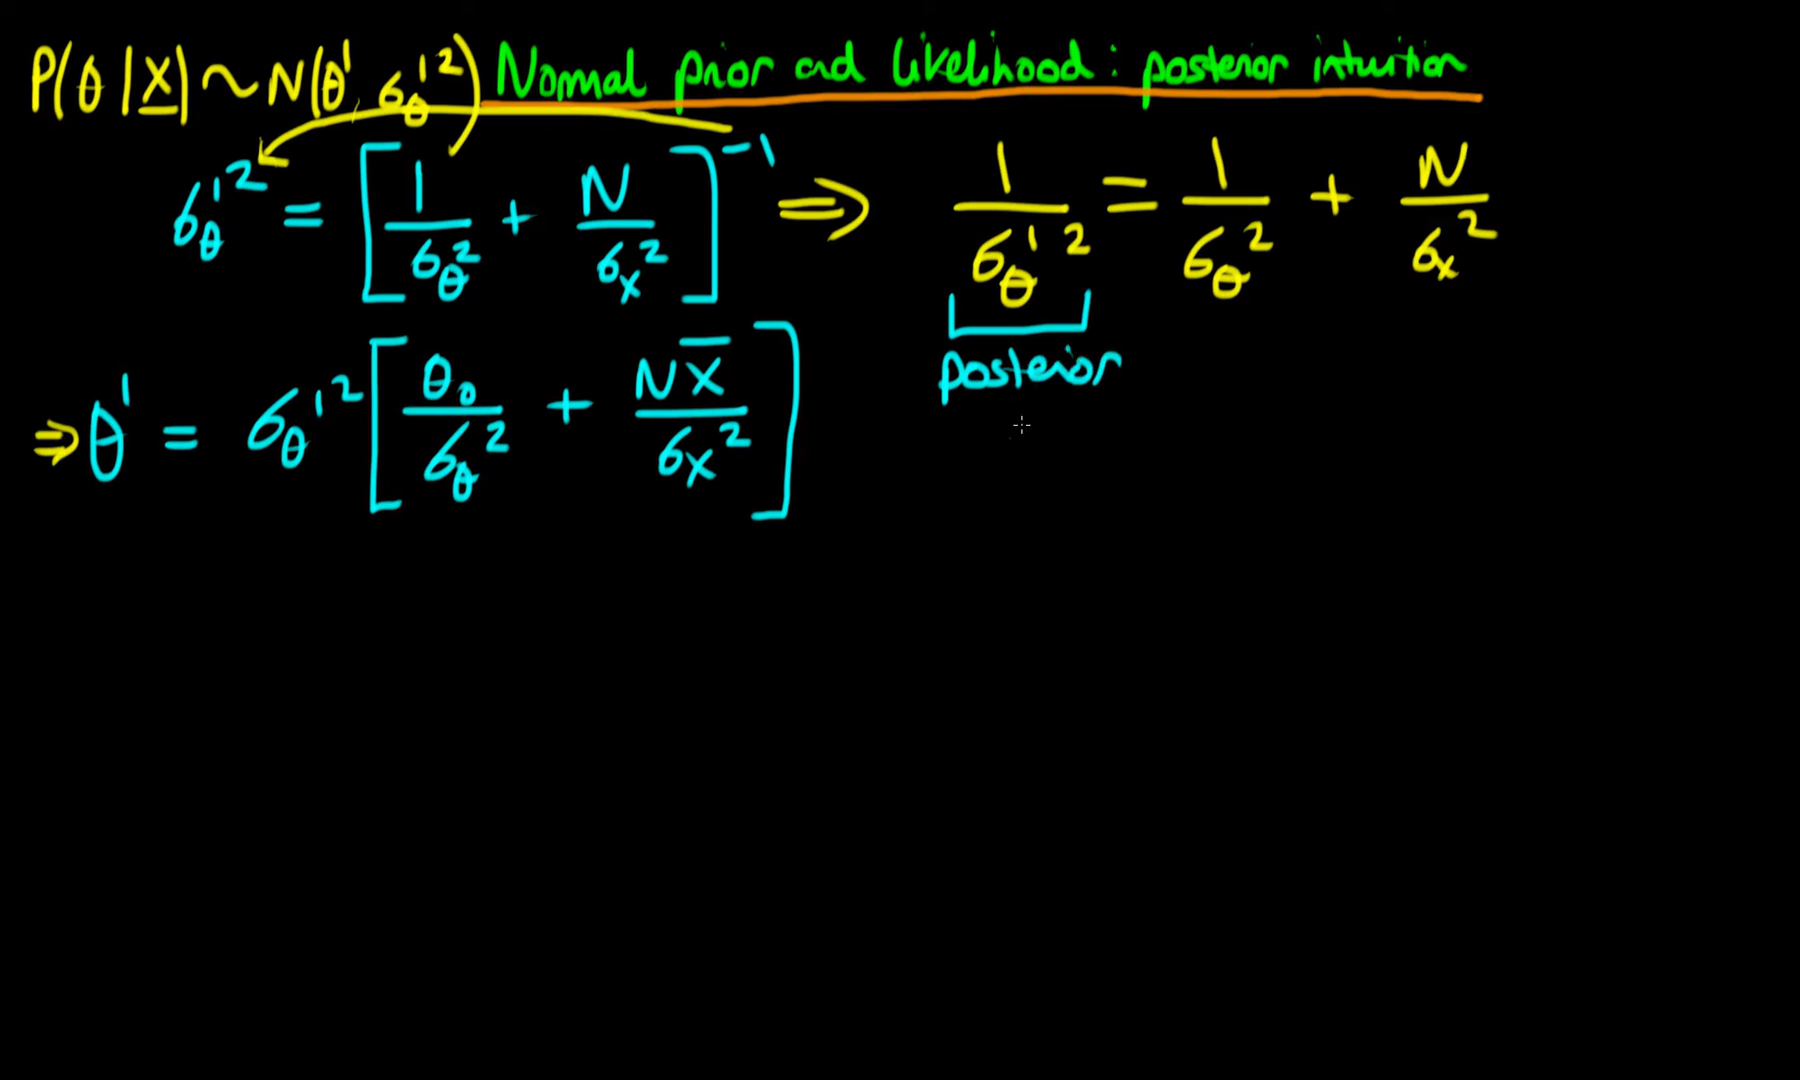 P(θ|X) ~ N(θ', σθ'²) Normal prior and likelihood: posterior intuition
σθ'² = [1/σθ² + N/σx²]⁻¹ ⇒ 1/σθ'² = 1/σθ² + N/σx²
posterior
⇒ θ' = σθ'² [θ₀/σθ² + NX̄/σx²]